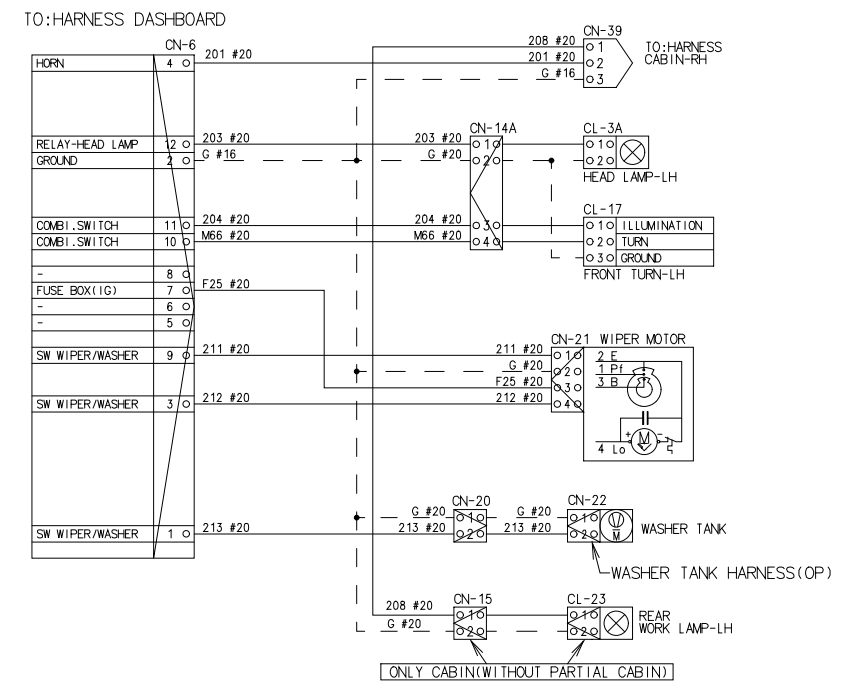 TO:HARNESS DASHBOARD
CN-6
CN-39
HORN 4 201 #20 208 #20 1 TO:HARNESS
201 #20 2 CABIN-RH
G #16 3
CN-14A CL-3A
RELAY-HEAD LAMP 12 203 #20 203 #20 1 1
GROUND 2 G #16 G #20 2 2
HEAD LAMP-LH
CL-17
COMBI.SWITCH 11 204 #20 204 #20 3 1 ILLUMINATION
COMBI.SWITCH 10 M66 #20 M66 #20 4 2 TURN
3 GROUND
FRONT TURN-LH
- 8
FUSE BOX(IG) 7 F25 #20
- 6
- 5
CN-21 WIPER MOTOR
SW WIPER/WASHER 9 211 #20 211 #20 1 2 E
G #20 2 1 Pf
F25 #20 3 3 B
SW WIPER/WASHER 3 212 #20 212 #20 4
+ M -
4 Lo
CN-20 CN-22
G #20 1 G #20 1 M
SW WIPER/WASHER 1 213 #20 213 #20 2 213 #20 2 WASHER TANK
WASHER TANK HARNESS(OP)
CN-15 CL-23
208 #20 1 1 REAR
G #20 2 2 WORK LAMP-LH
ONLY CABIN(WITHOUT PARTIAL CABIN)